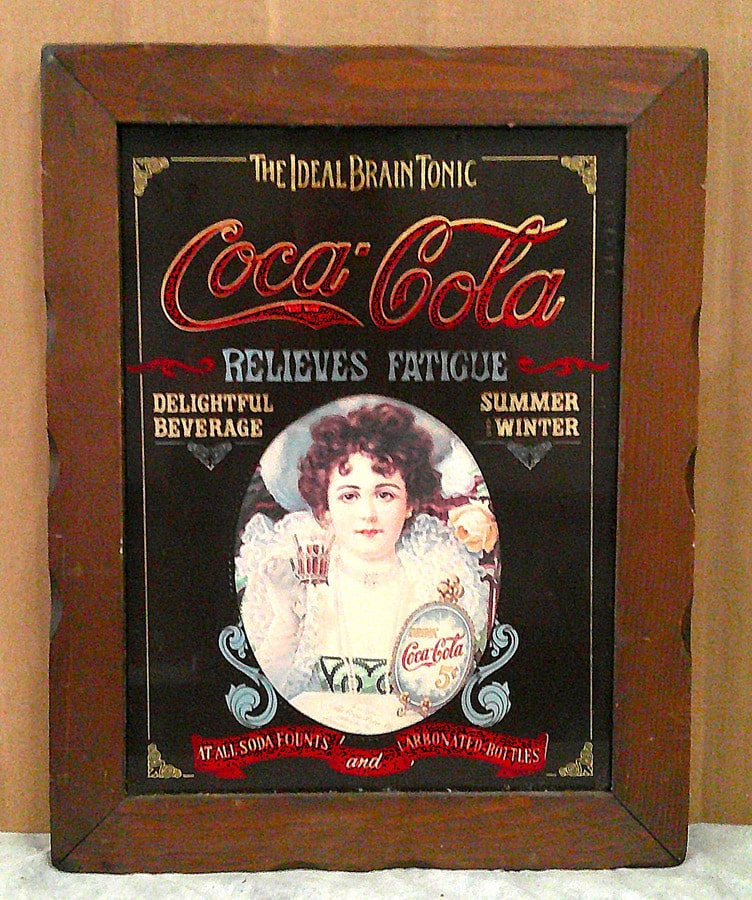 THE IDEAL BRAIN TONIC
Coca-Cola
RELIEVES FATIGUE
DELIGHTFUL
BEVERAGE
SUMMER
WINTER
DRINK
Coca-Cola
5¢
AT ALL SODA FOUNTS and CARBONATED-BOTTLES